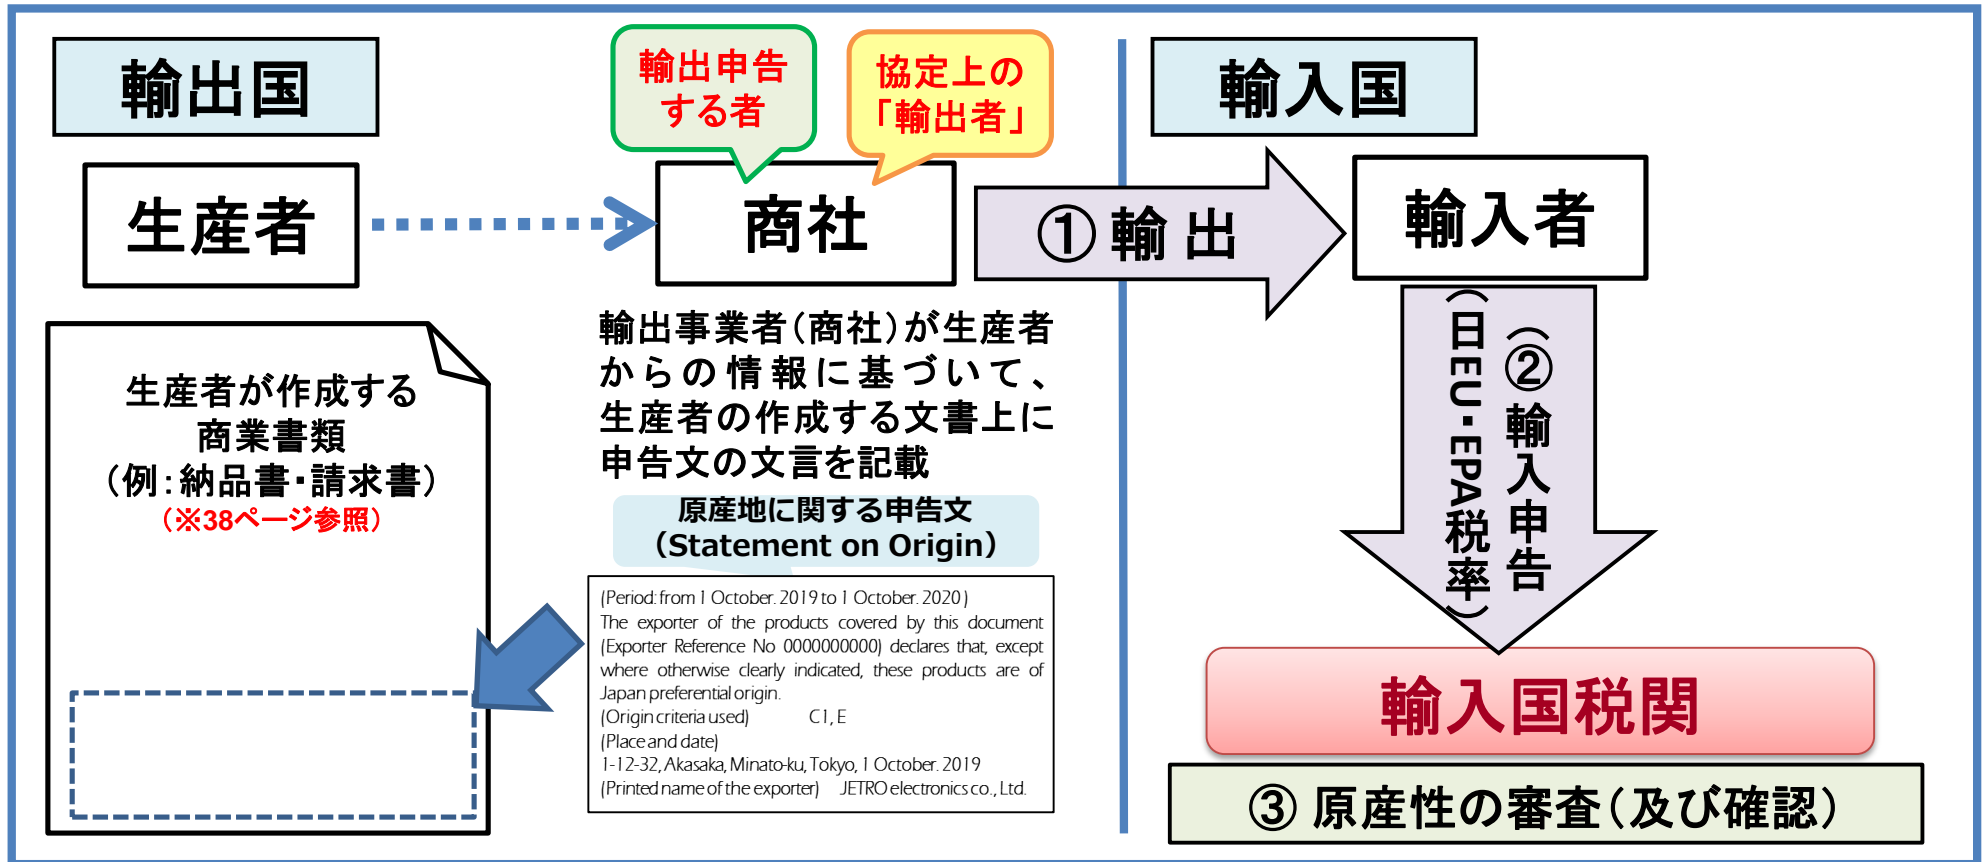 輸出国
輸出申告
する者
協定上の
「輸出者」
輸入国
生産者
商社
①輸出
輸入者
生産者が作成する
商業書類
(例:納品書・請求書)
(※38ページ参照)
輸出事業者(商社)が生産者
からの情報に基づいて、
生産者の作成する文書上に
申告文の文言を記載
原産地に関する申告文
(Statement on Origin)
(Period: from 1 October. 2019 to 1 October. 2020 )
The exporter of the products covered by this document
(Exporter Reference No 0000000000) declares that, except
where otherwise clearly indicated, these products are of
Japan preferential origin.
(Origin criteria used) C1, E
(Place and date)
1-12-32, Akasaka, Minato-ku, Tokyo, 1 October. 2019
(Printed name of the exporter) JETRO electronics co., Ltd.
②輸入申告
(日EU・EPA税率)
輸入国税関
③ 原産性の審査(及び確認)